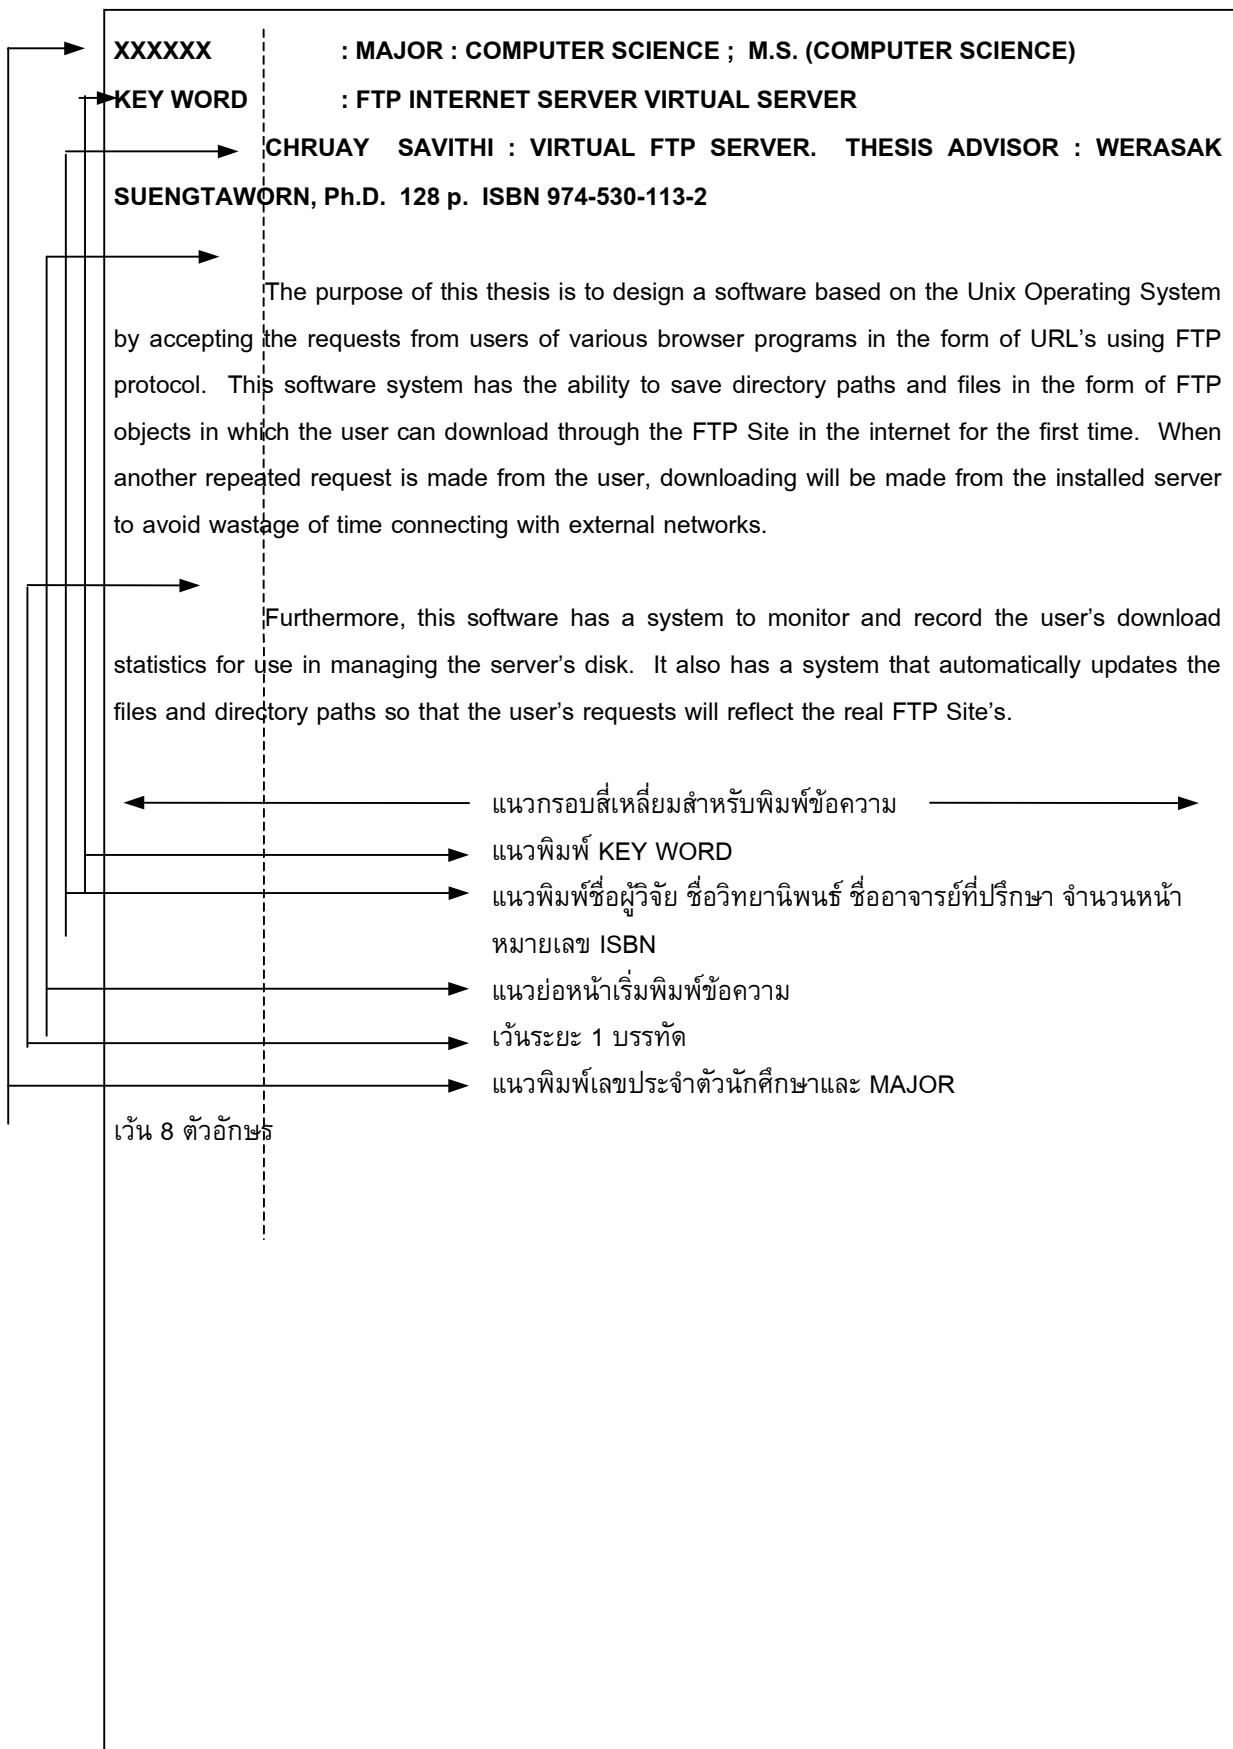 XXXXXX : MAJOR : COMPUTER SCIENCE ; M.S. (COMPUTER SCIENCE)
KEY WORD : FTP INTERNET SERVER VIRTUAL SERVER
CHRUAY SAVITHI : VIRTUAL FTP SERVER. THESIS ADVISOR : WERASAK
SUENGTAWORN, Ph.D. 128 p. ISBN 974-530-113-2
The purpose of this thesis is to design a software based on the Unix Operating System
by accepting the requests from users of various browser programs in the form of URL’s using FTP
protocol. This software system has the ability to save directory paths and files in the form of FTP
objects in which the user can download through the FTP Site in the internet for the first time. When
another repeated request is made from the user, downloading will be made from the installed server
to avoid wastage of time connecting with external networks.
Furthermore, this software has a system to monitor and record the user’s download
statistics for use in managing the server’s disk. It also has a system that automatically updates the
files and directory paths so that the user’s requests will reflect the real FTP Site’s.
แนวกรอบสี่เหลี่ยมสำหรับพิมพ์ข้อความ
แนวพิมพ์ KEY WORD
แนวพิมพ์ชื่อผู้วิจัย ชื่อวิทยานิพนธ์ ชื่ออาจารย์ที่ปรึกษา จำนวนหน้า
หมายเลข ISBN
แนวย่อหน้าเริ่มพิมพ์ข้อความ
เว้นระยะ 1 บรรทัด
แนวพิมพ์เลขประจำตัวนักศึกษาและ MAJOR
เว้น 8 ตัวอักษร